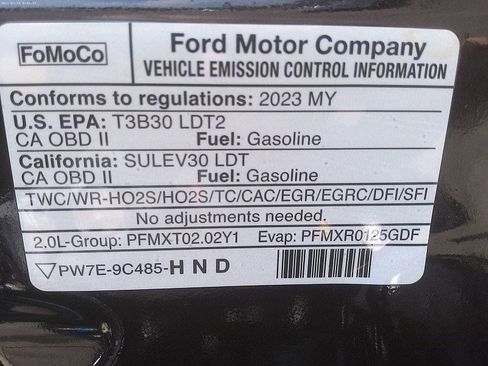 FoMoCo
Ford Motor Company
VEHICLE EMISSION CONTROL INFORMATION
Conforms to regulations: 2023 MY
U.S. EPA: T3B30 LDT2
CA OBD II Fuel: Gasoline
California: SULEV30 LDT
CA OBD II Fuel: Gasoline
TWC/WR-HO2S/HO2S/TC/CAC/EGR/EGRC/DFI/SFI
No adjustments needed.
2.0L-Group: PFMXT02.02Y1 Evap: PFMXR0125GDF
PW7E-9C485-HND